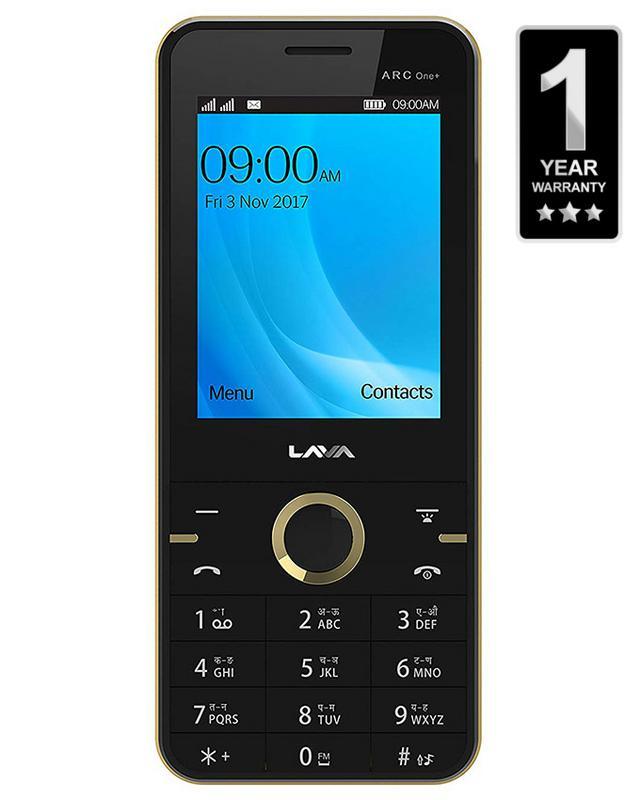 ARC One+
09:00AM
09:00AM
Fri 3 Nov 2017
Menu
Contacts
LAVA
1
YEAR
WARRANTY
1
2 अ-ऊ ABC
3 ए-औ DEF
4 क-ङ GHI
5 च-ञ JKL
6 ट-ण MNO
7 त-न PQRS
8 प-म TUV
9 य-ह WXYZ
*+
0 FM
#